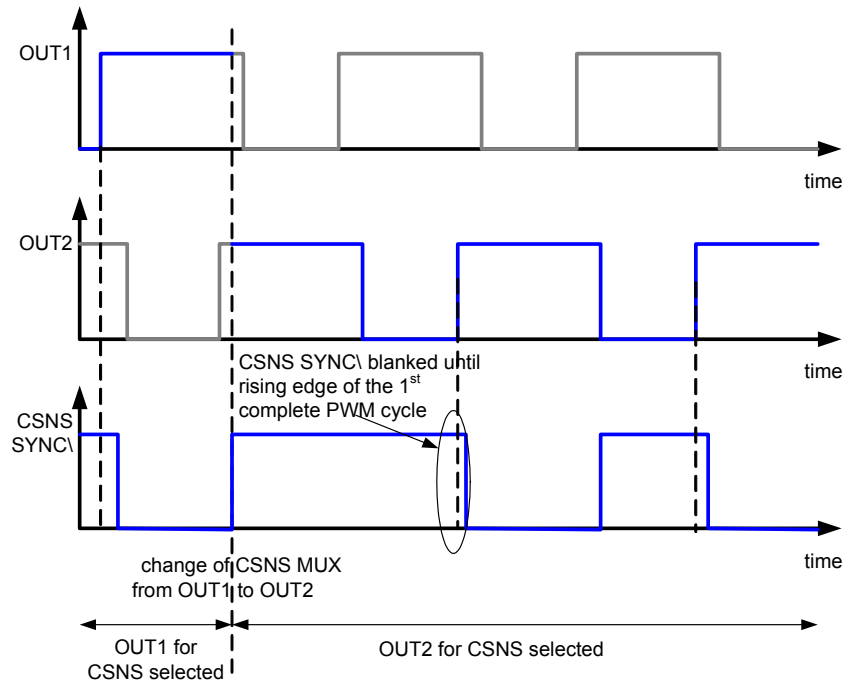 OUT1
time
OUT2
time
CSNS SYNC\ blanked until
rising edge of the 1st
complete PWM cycle
CSNS
SYNC\
time
change of CSNS MUX
from OUT1 to OUT2
OUT1 for
CSNS selected
OUT2 for CSNS selected